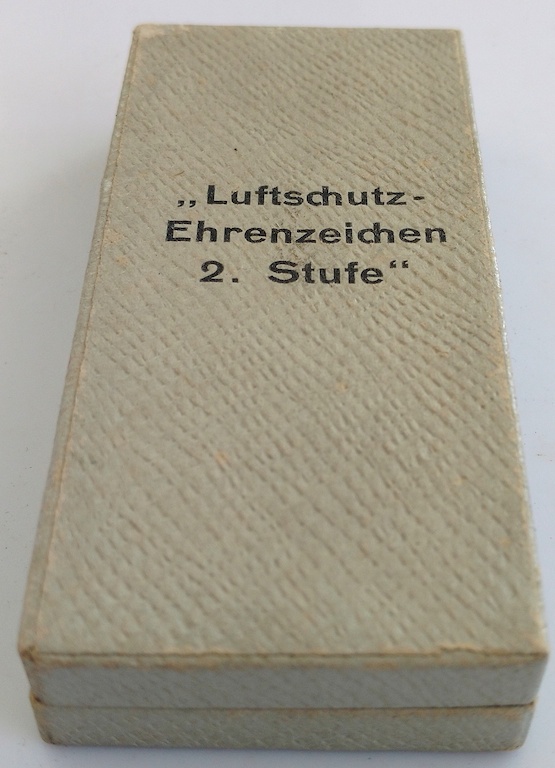 „Luftschutz-
Ehrenzeichen
2. Stufe“